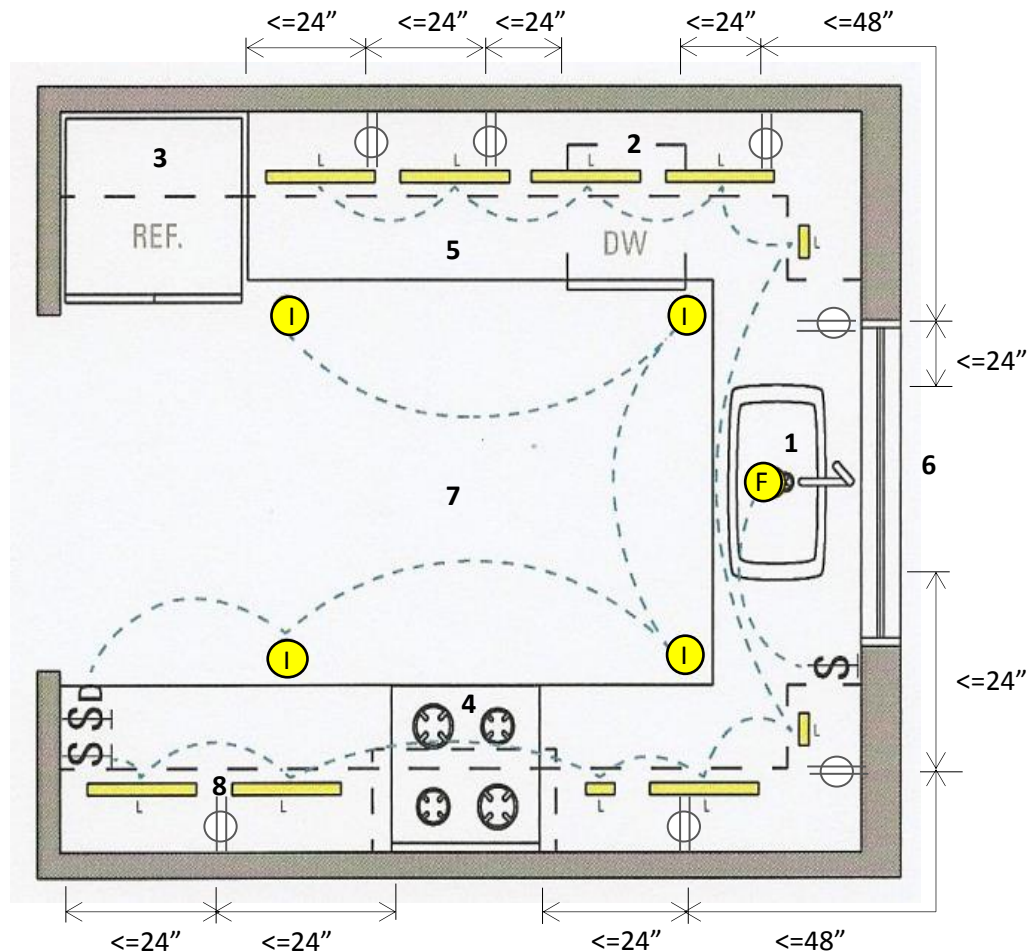 <=24” <=24” <=24” <=24” <=48”
3 2
L L L L
REF. 5 DW L
I I
<=24”
1
F 6
7
I I S
<=24”
S D 4
S L
8
L L L L
<=24” <=24” <=24” <=48”